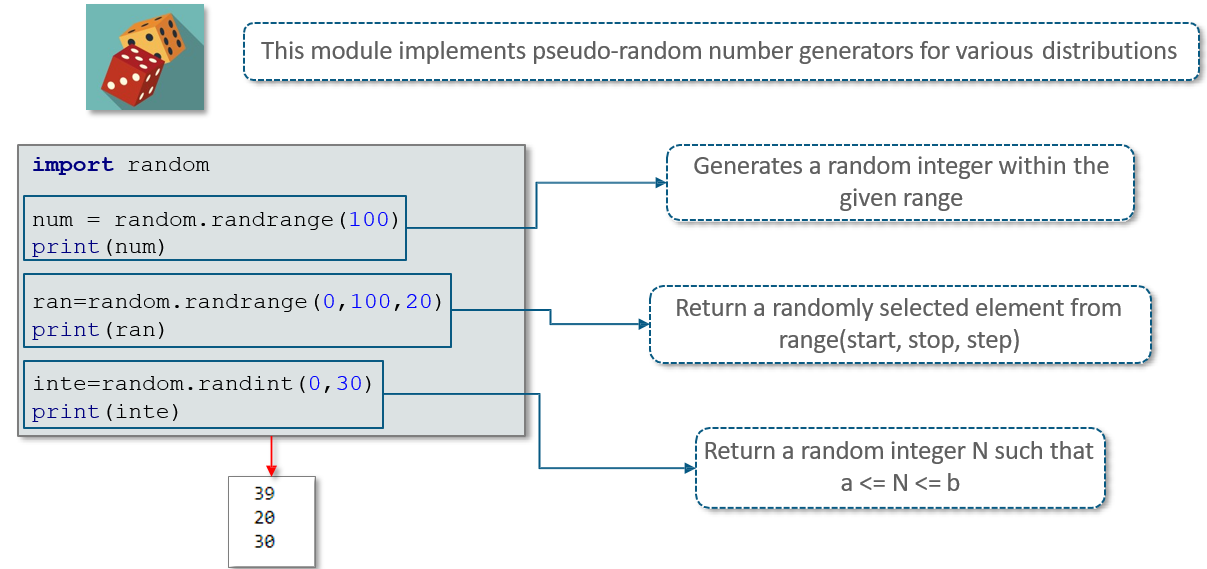 This module implements pseudo-random number generators for various distributions
import random
num = random.randrange(100)
print(num)
ran=random.randrange(0,100,20)
print(ran)
inte=random.randint(0,30)
print(inte)
Generates a random integer within the
given range
Return a randomly selected element from
range(start, stop, step)
Return a random integer N such that
a <= N <= b
39
20
30